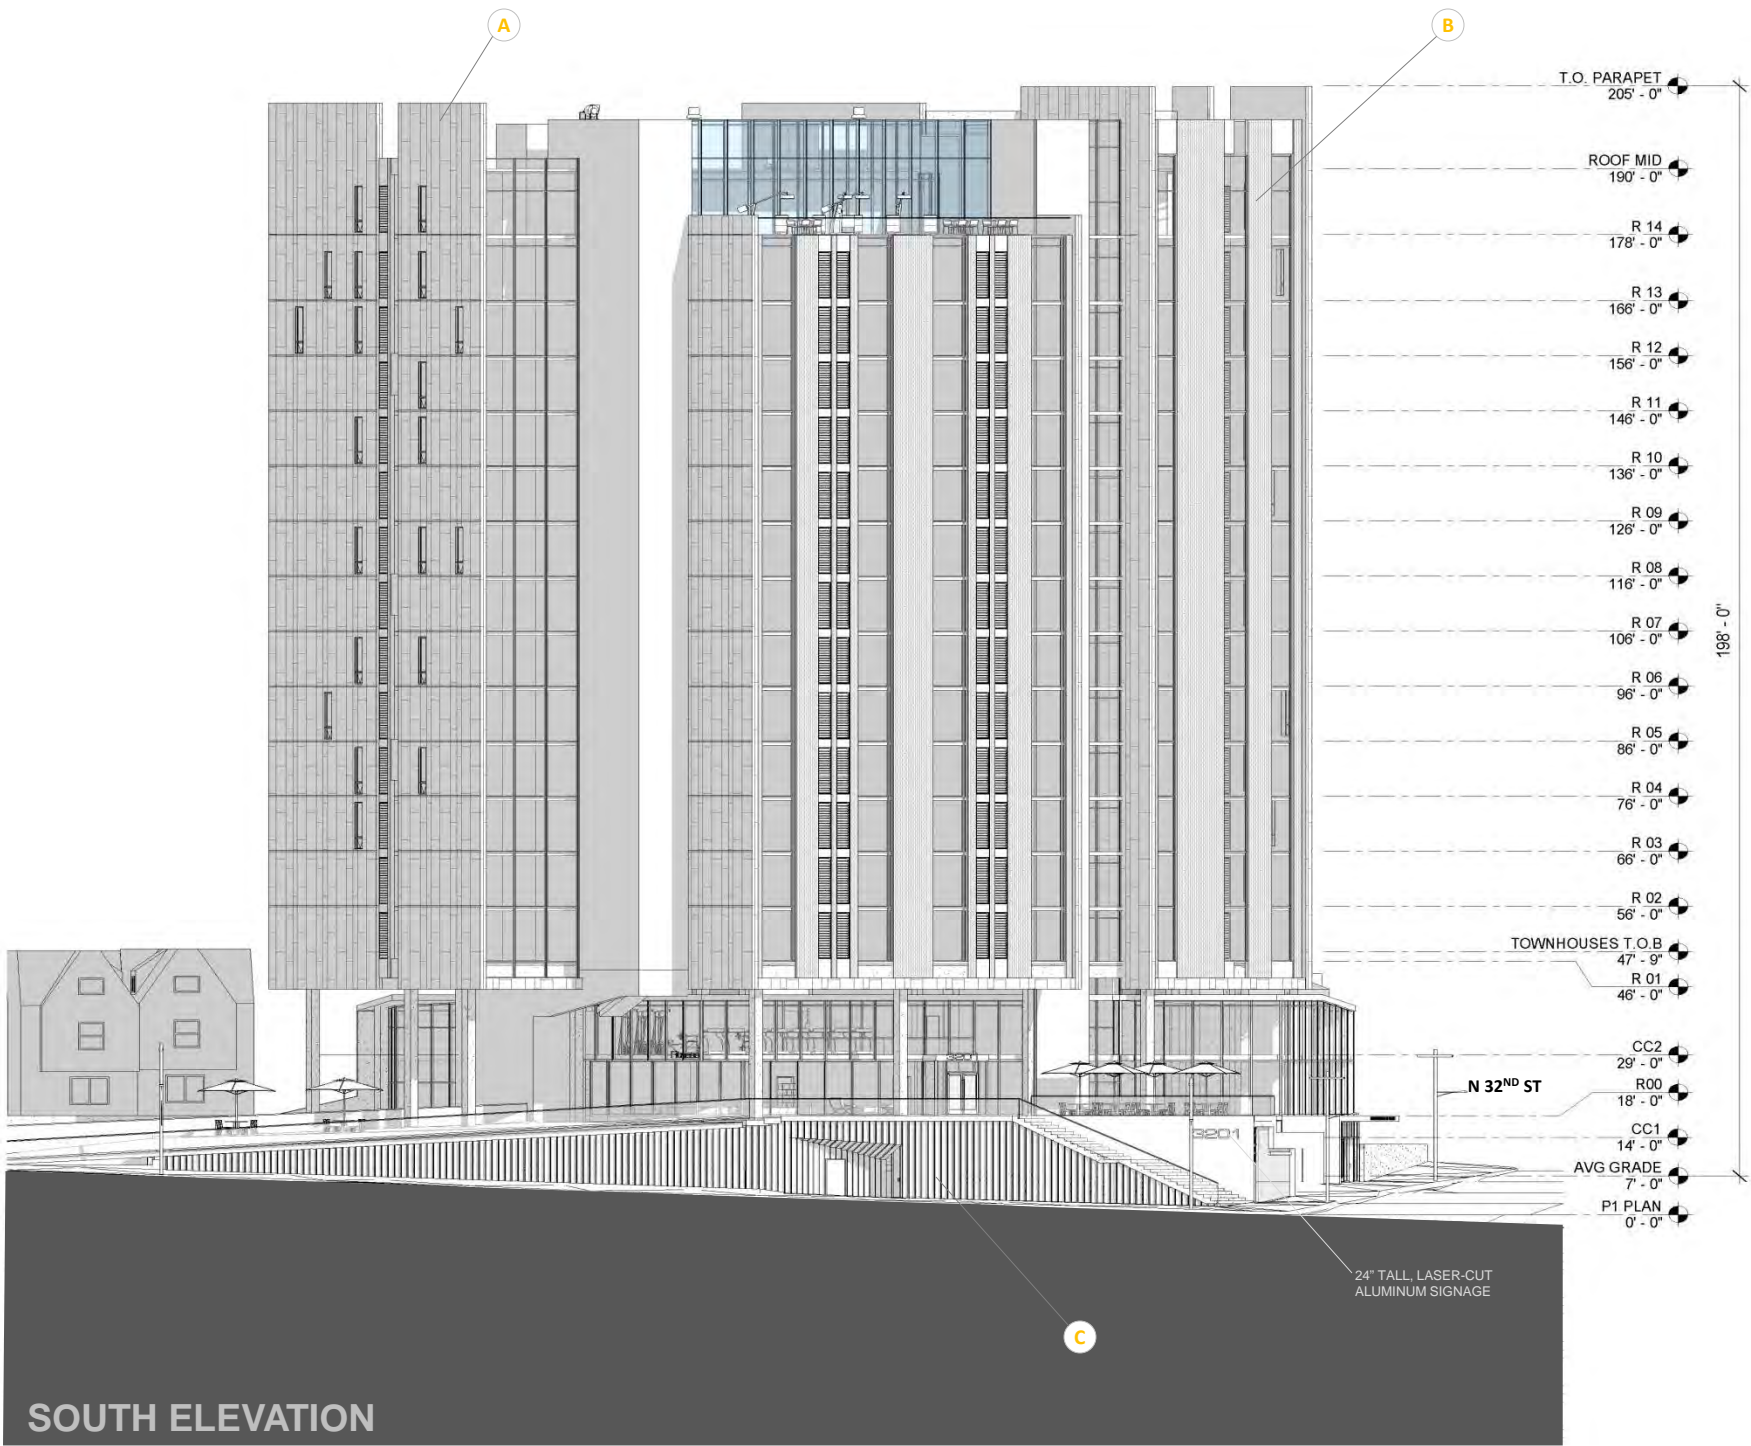 A
B
T.O. PARAPET
205' - 0"
ROOF MID
190' - 0"
R 14
178' - 0"
R 13
166' - 0"
R 12
156' - 0"
R 11
146' - 0"
R 10
136' - 0"
R 09
126' - 0"
R 08
116' - 0"
R 07
106' - 0"
198' - 0"
R 06
96' - 0"
R 05
86' - 0"
R 04
76' - 0"
R 03
66' - 0"
R 02
56' - 0"
TOWNHOUSES T.O.B
47' - 9"
R 01
46' - 0"
CC2
29' - 0"
N 32ND ST
R00
18' - 0"
3201
3201
CC1
14' - 0"
AVG GRADE
7' - 0"
P1 PLAN
0' - 0"
24" TALL, LASER-CUT
ALUMINUM SIGNAGE
C
SOUTH ELEVATION